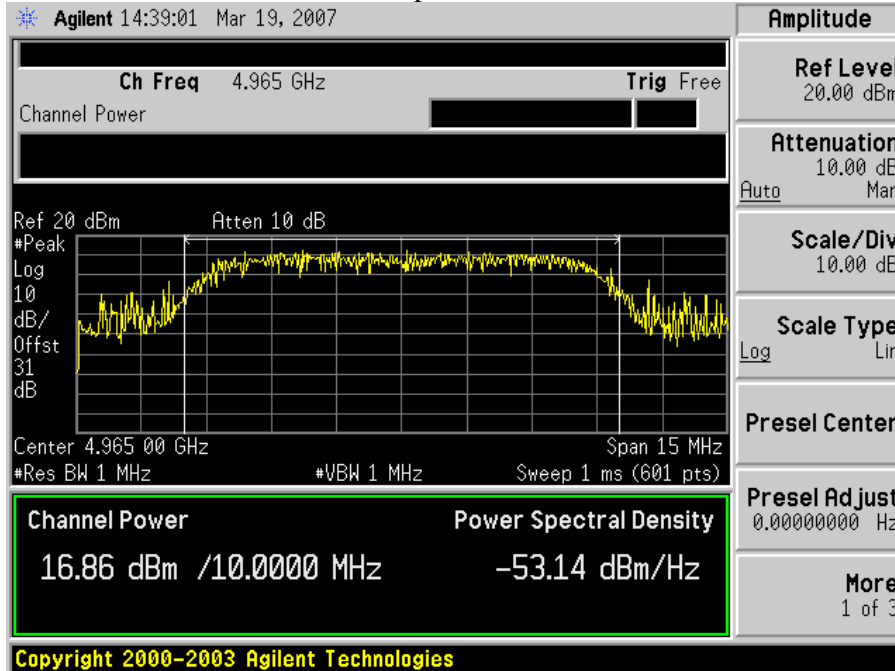 Agilent 14:39:01 Mar 19, 2007
Amplitude
Ch Freq 4.965 GHz Trig Free
Channel Power
Ref Level
20.00 dBm
Attenuation
10.00 dB
Auto Man
Scale/Div
10.00 dB
Scale Type
Log Lin
Presel Center
Presel Adjust
0.00000000 Hz
More
1 of 3
Ref 20 dBm Atten 10 dB
#Peak
Log
10
dB/
Offst
31
dB
Center 4.965 00 GHz Span 15 MHz
#Res BW 1 MHz #VBW 1 MHz Sweep 1 ms (601 pts)
Channel Power Power Spectral Density
16.86 dBm /10.0000 MHz -53.14 dBm/Hz
Copyright 2000-2003 Agilent Technologies